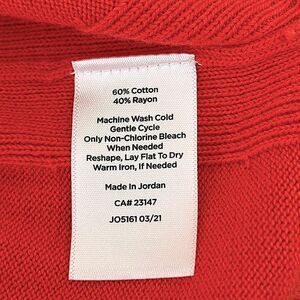 60% Cotton
40% Rayon
Machine Wash Cold
Gentle Cycle
Only Non-Chlorine Bleach
When Needed
Reshape, Lay Flat To Dry
Warm Iron, If Needed
Made In Jordan
CA# 23147
JO5161 03/21